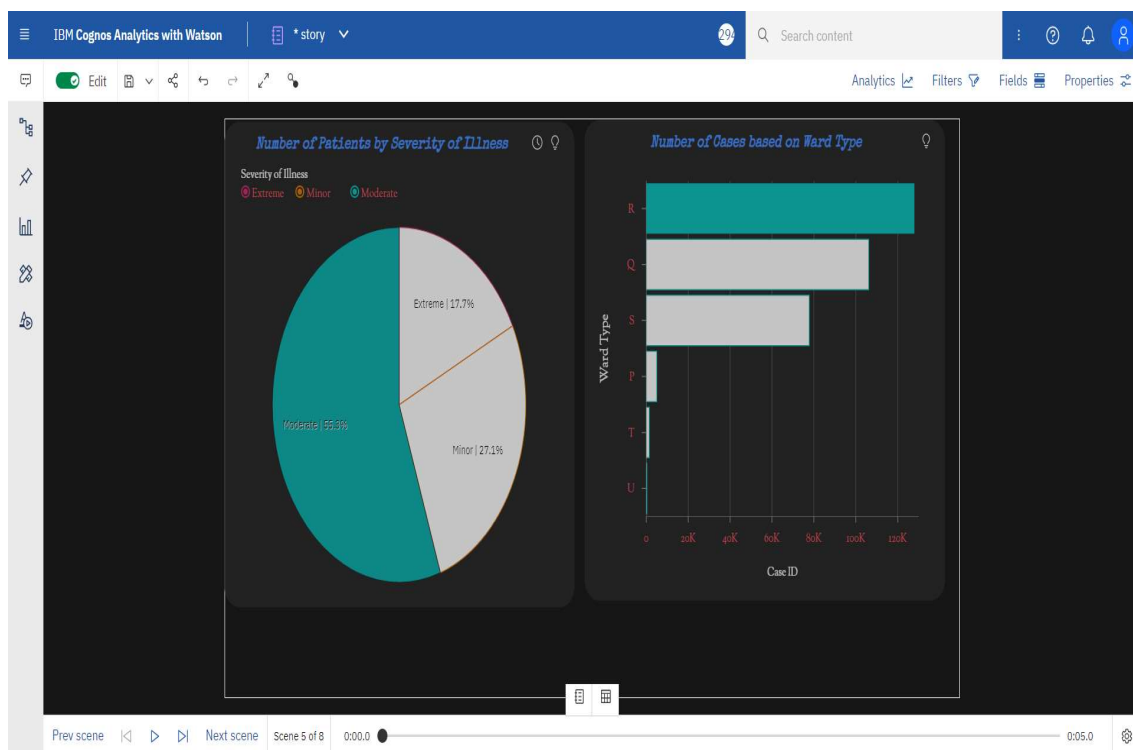 IBM Cognos Analytics with Watson
* story
294
Search content
Edit
Analytics
Filters
Fields
Properties
Number of Patients by Severity of Illness
Severity of Illness
Extreme
Minor
Moderate
Extreme | 17.7%
Moderate | 55.3%
Minor | 27.1%
Number of Cases based on Ward Type
Ward Type
R
Q
S
P
T
U
0 20K 40K 60K 80K 100K 120K
Case ID
Prev scene
Next scene
Scene 5 of 8
0:00.0
0:05.0